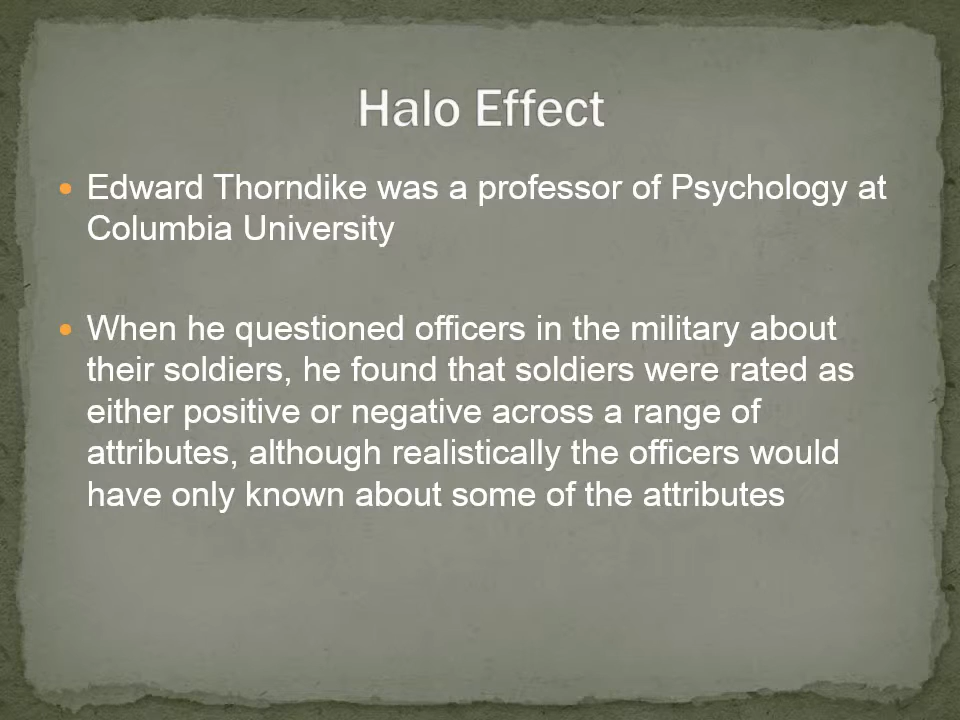 Halo Effect
Edward Thorndike was a professor of Psychology at
Columbia University
When he questioned officers in the military about
their soldiers, he found that soldiers were rated as
either positive or negative across a range of
attributes, although realistically the officers would
have only known about some of the attributes